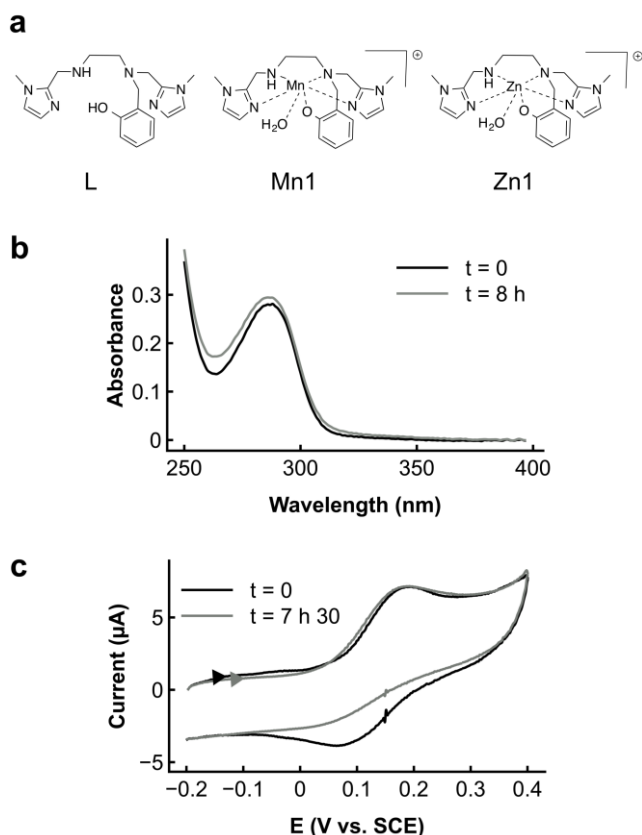 a
N NH N N HO N N
N N H N N Mn N N H2O O ⊕
N N H N N Zn N N H2O O ⊕
L Mn1 Zn1
b
t = 0
t = 8 h
Absorbance
0.3
0.2
0.1
0
250 300 350 400
Wavelength (nm)
c
t = 0
t = 7 h 30
Current (µA)
5
0
−5
−0.2 −0.1 0 0.1 0.2 0.3 0.4
E (V vs. SCE)